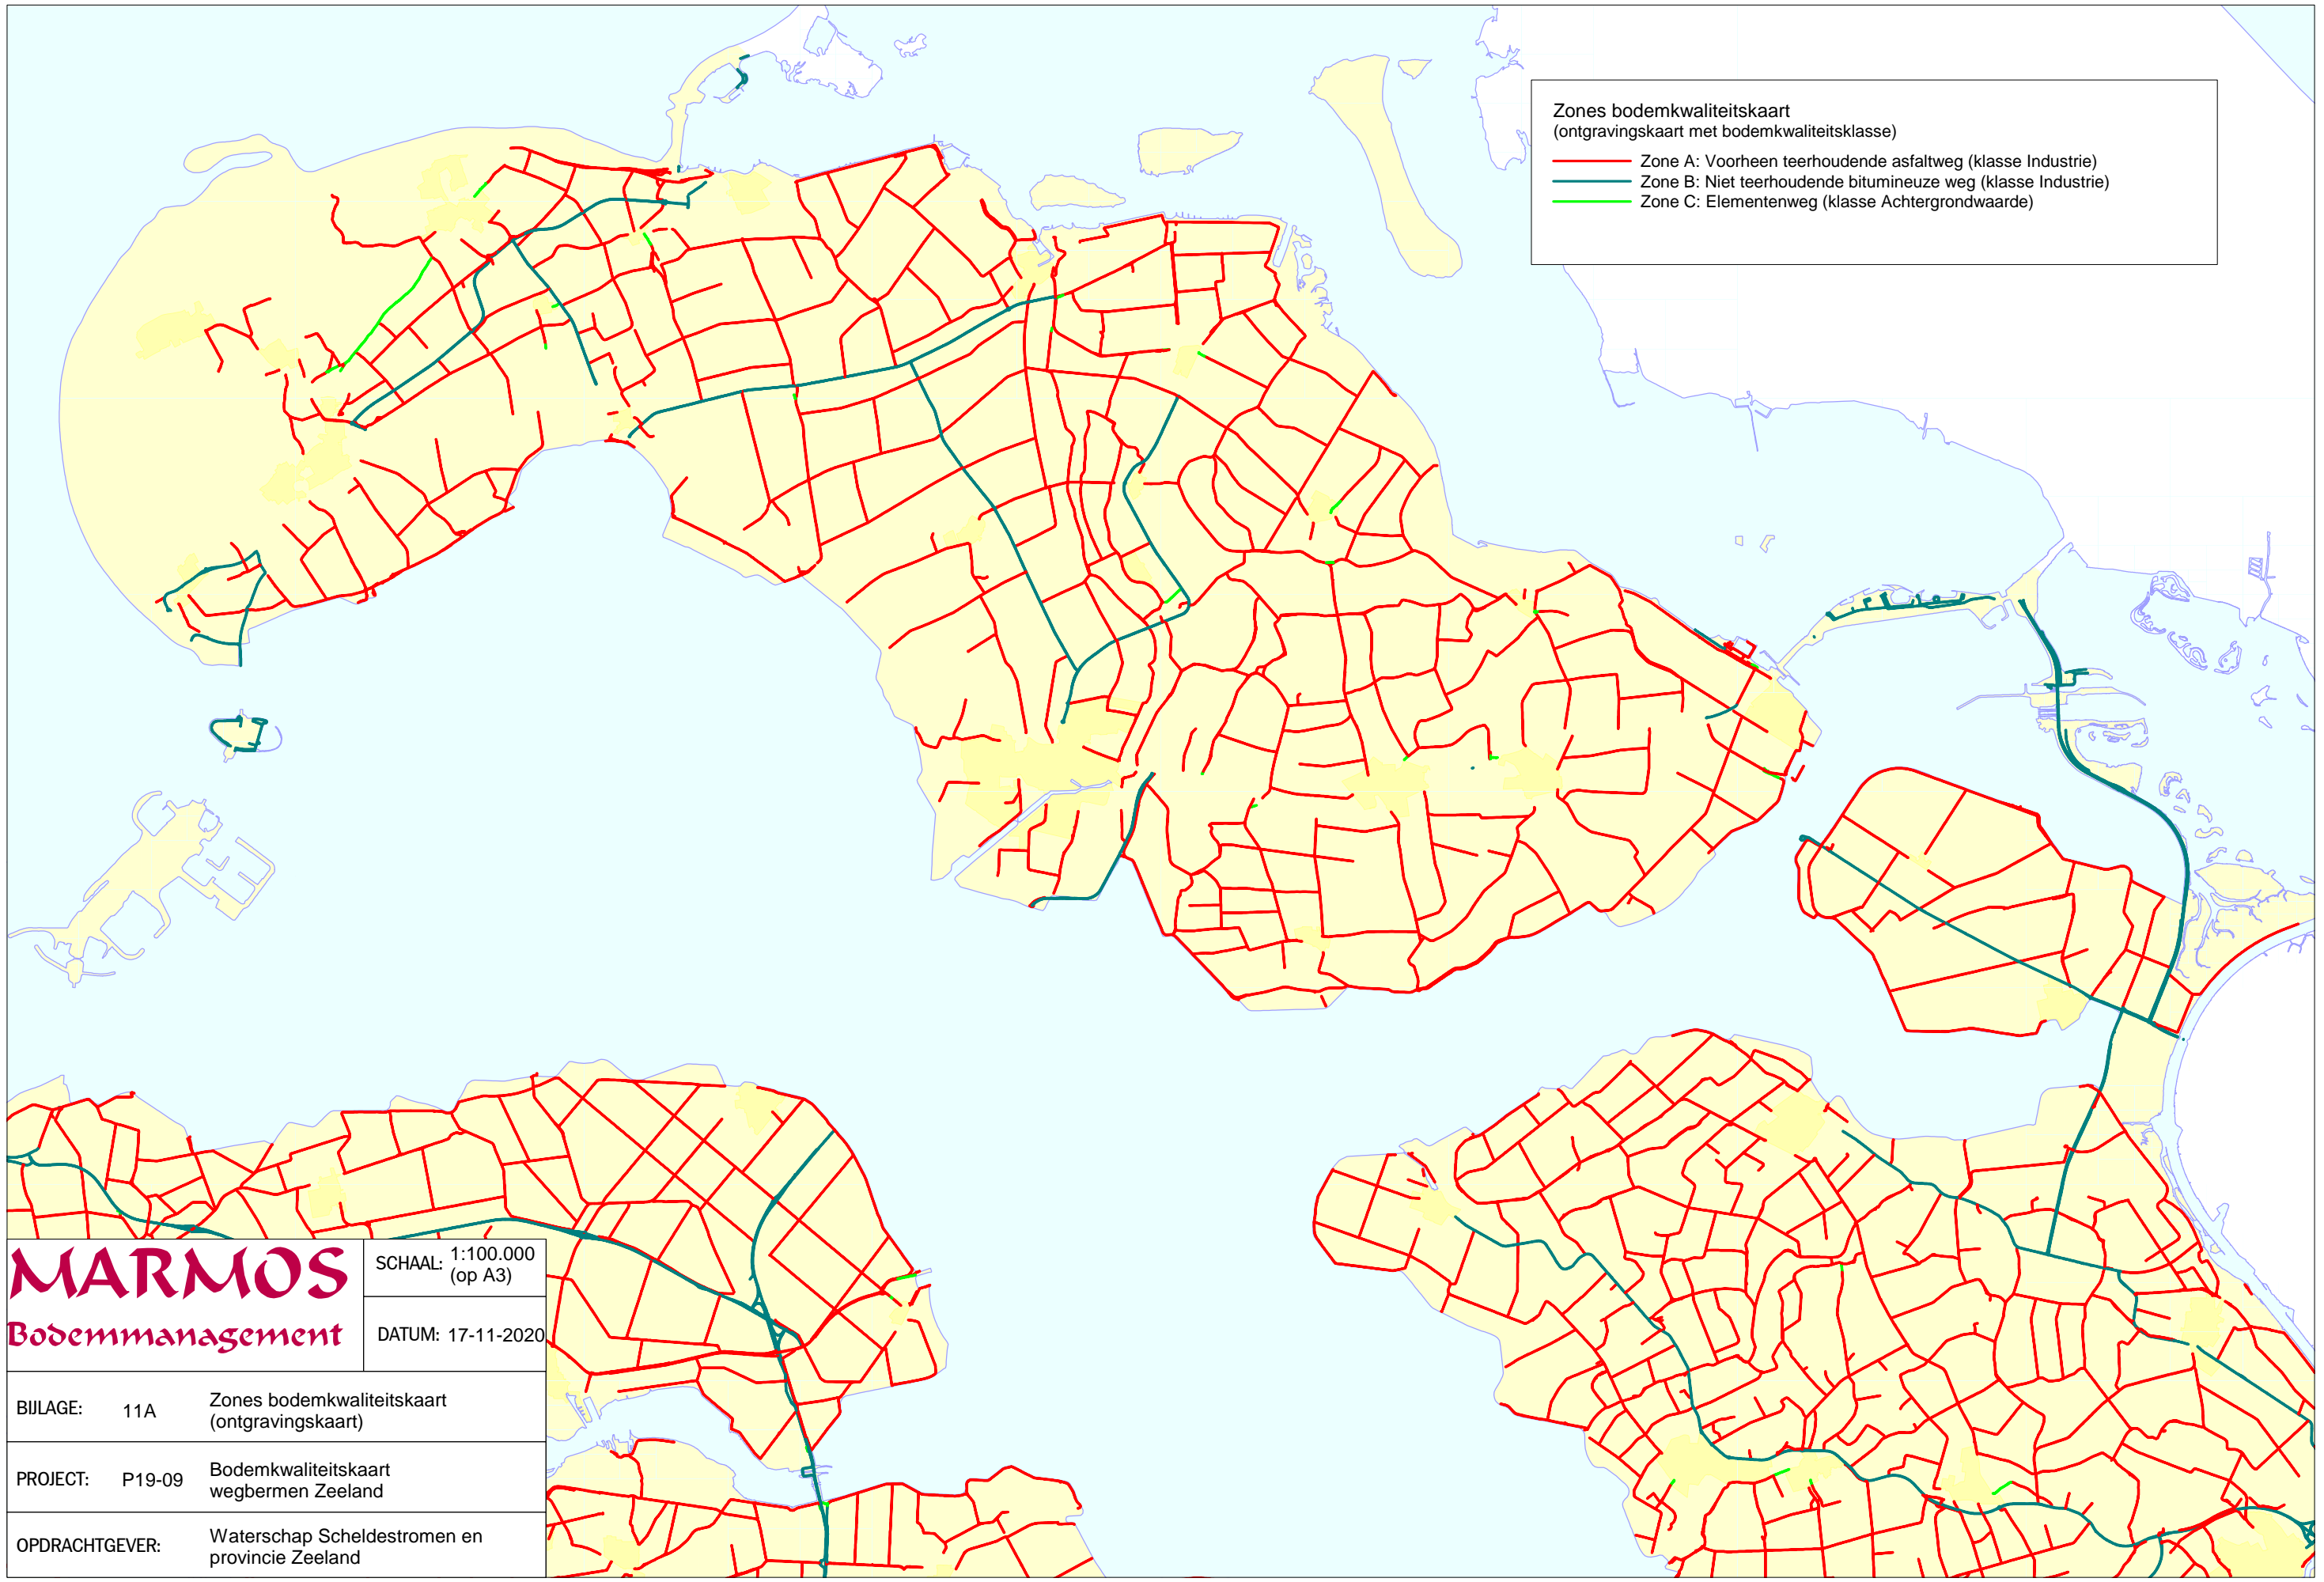 Zones bodemkwaliteitskaart
(ontgravingskaart met bodemkwaliteitsklasse)
Zone A: Voorheen teerhoudende asfaltweg (klasse Industrie)
Zone B: Niet teerhoudende bitumineuze weg (klasse Industrie)
Zone C: Elementenweg (klasse Achtergrondwaarde)
MARMOS
Bodemmanagement
SCHAAL: 1:100.000
(op A3)
DATUM: 17-11-2020
BIJLAGE: 11A Zones bodemkwaliteitskaart
(ontgravingskaart)
PROJECT: P19-09 Bodemkwaliteitskaart
wegbermen Zeeland
OPDRACHTGEVER: Waterschap Scheldestromen en
provincie Zeeland